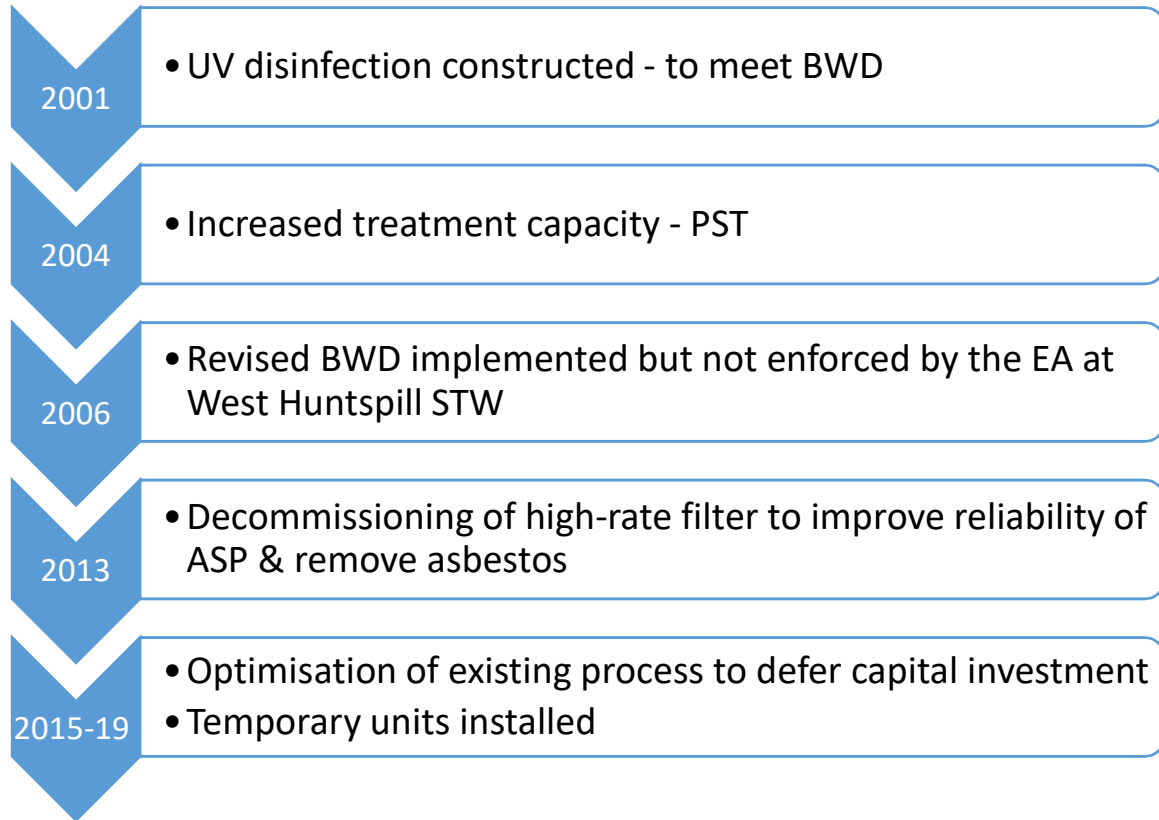 2001
• UV disinfection constructed - to meet BWD
2004
• Increased treatment capacity - PST
2006
• Revised BWD implemented but not enforced by the EA at
West Huntspill STW
2013
• Decommissioning of high-rate filter to improve reliability of
ASP & remove asbestos
2015-19
• Optimisation of existing process to defer capital investment
• Temporary units installed